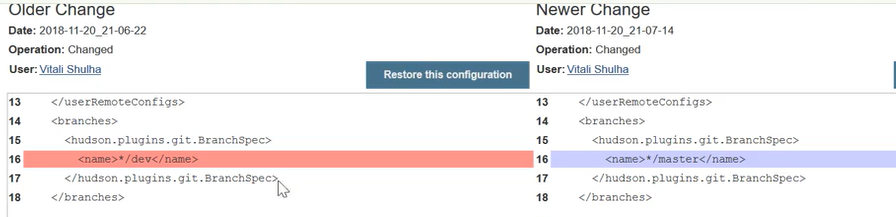 Older Change
Date: 2018-11-20_21-06-22
Operation: Changed
User: Vitali Shulha
Restore this configuration
13 </userRemoteConfigs>
14 <branches>
15 <hudson.plugins.git.BranchSpec>
16 <name>*/dev</name>
17 </hudson.plugins.git.BranchSpec>
18 </branches>
Newer Change
Date: 2018-11-20_21-07-14
Operation: Changed
User: Vitali Shulha
13 </userRemoteConfigs>
14 <branches>
15 <hudson.plugins.git.BranchSpec>
16 <name>*/master</name>
17 </hudson.plugins.git.BranchSpec>
18 </branches>